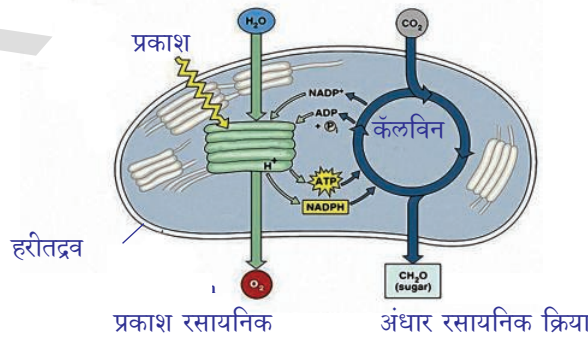 H₂O
CO₂
प्रकाश
NADP⁺
ADP
+ P
कॅलविन
H⁺
ATP
NADPH
हरीतद्रव
O₂
CH₂O
(sugar)
प्रकाश रसायनिक
अंधार रसायनिक क्रिया